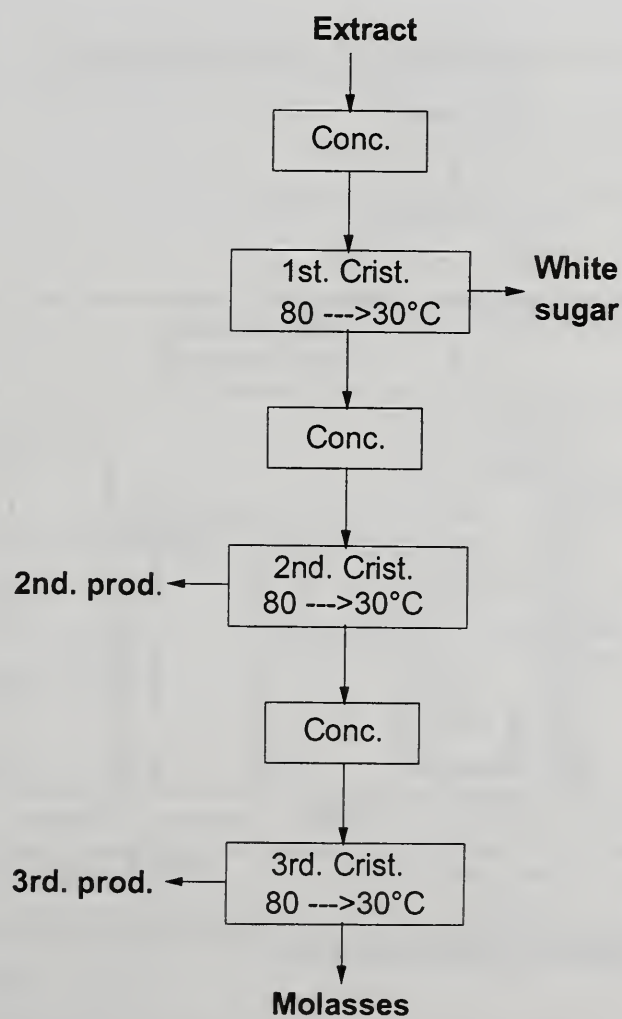 Extract
Conc.
1st. Crist.
80 --->30°C
White
sugar
Conc.
2nd. prod.
2nd. Crist.
80 --->30°C
Conc.
3rd. prod.
3rd. Crist.
80 --->30°C
Molasses